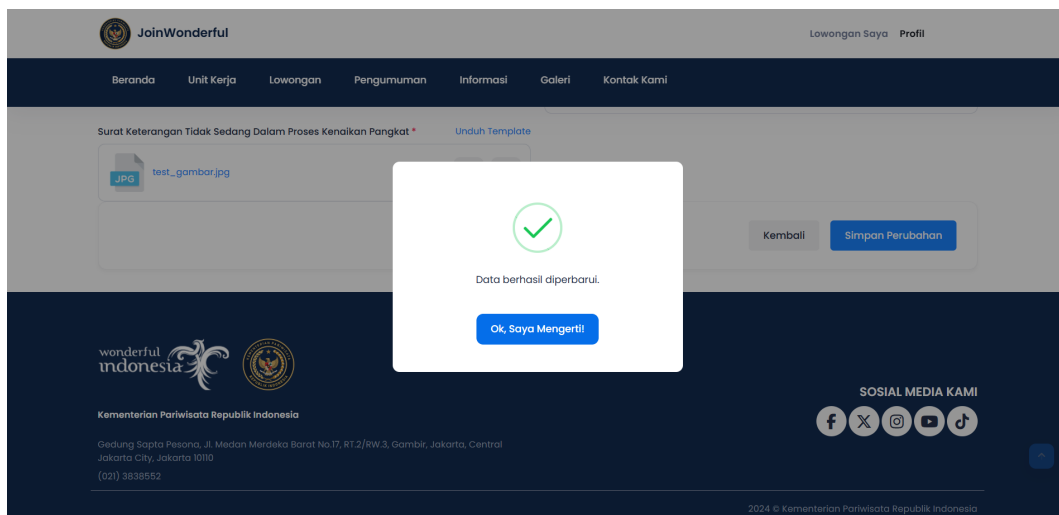 JoinWonderful
Lowongan Saya Profil
Beranda Unit Kerja Lowongan Pengumuman Informasi Galeri Kontak Kami
Surat Keterangan Tidak Sedang Dalam Proses Kenaikan Pangkat * Unduh Template
JPG test_gambar.jpg
Data berhasil diperbarui.
Ok, Saya Mengerti!
Kembali Simpan Perubahan
wonderful
indonesia
Kementerian Pariwisata Republik Indonesia
Gedung Sapta Pesona, Jl. Medan Merdeka Barat No.17, RT.2/RW.3, Gambir, Jakarta, Central
Jakarta City, Jakarta 10110
(021) 3838552
SOSIAL MEDIA KAMI
2024 © Kementerian Pariwisata Republik Indonesia